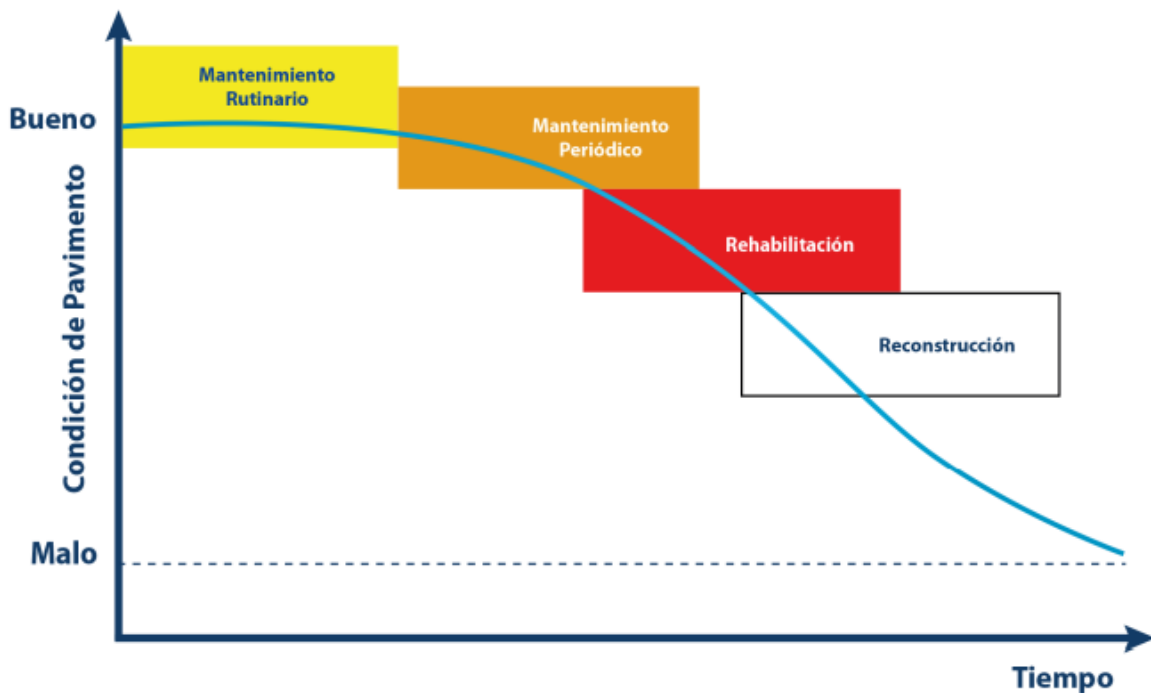 Mantenimiento
Rutinario
Bueno
Mantenimiento
Periódico
Condición de Pavimento
Rehabilitación
Reconstrucción
Malo
Tiempo